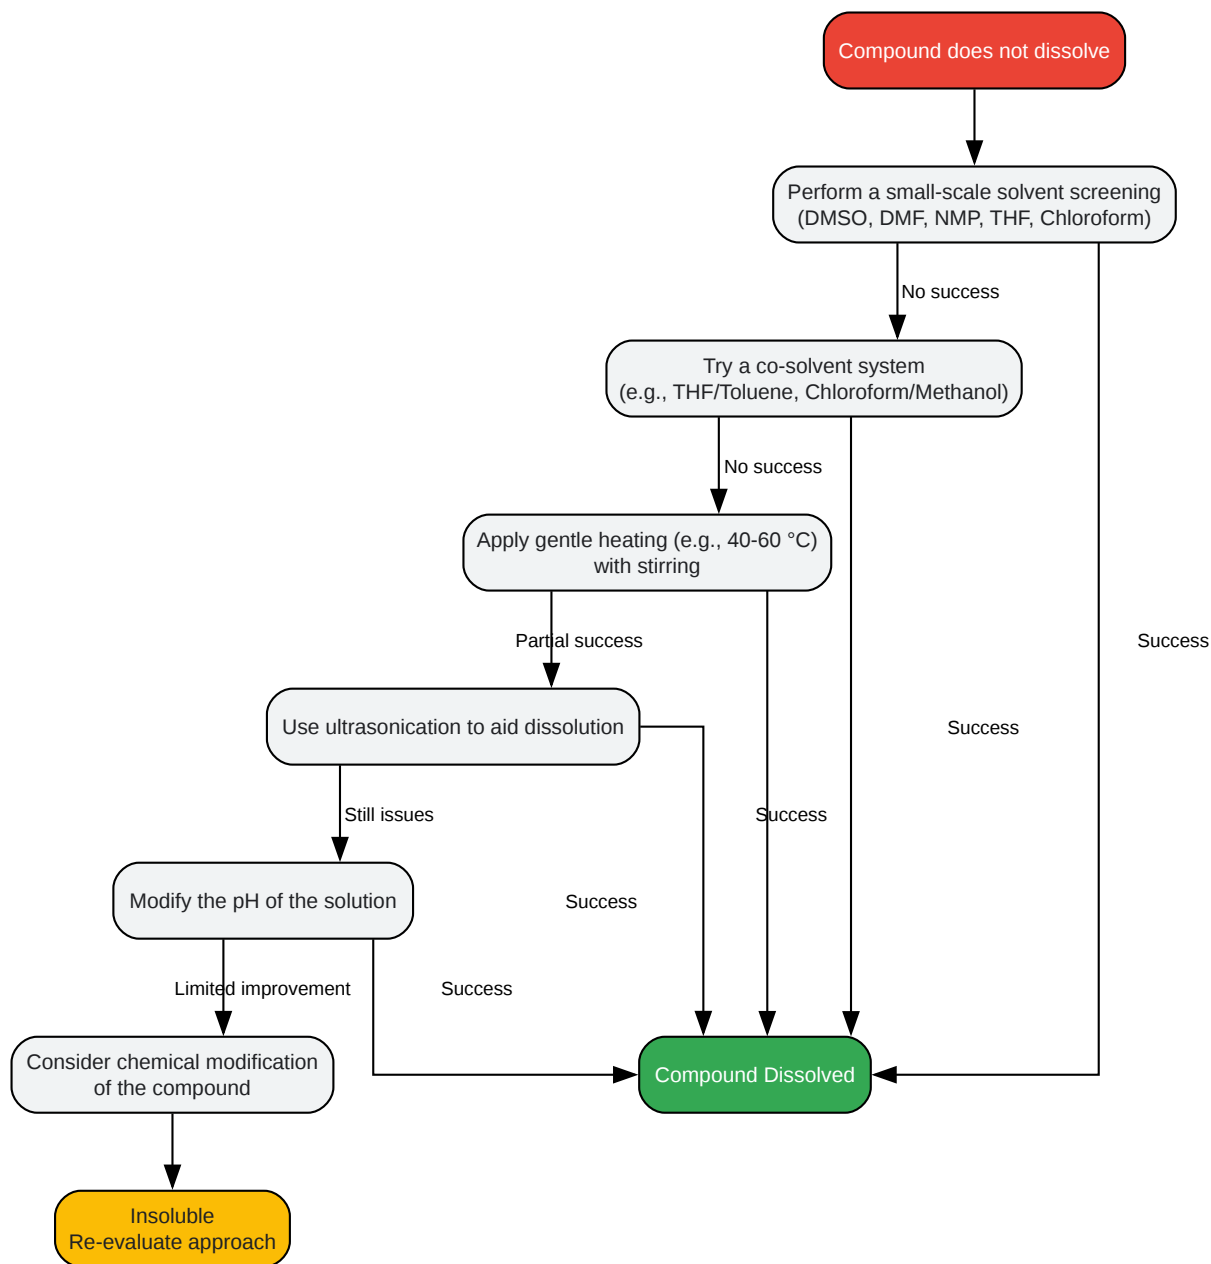 Compound does not dissolve
Perform a small-scale solvent screening
(DMSO, DMF, NMP, THF, Chloroform)
No success
Try a co-solvent system
(e.g., THF/Toluene, Chloroform/Methanol)
No success
Apply gentle heating (e.g., 40-60 °C)
with stirring
Partial success
Success
Use ultrasonication to aid dissolution
Success
Still issues
Success
Modify the pH of the solution
Success
Limited improvement
Success
Consider chemical modification
of the compound
Compound Dissolved
Insoluble
Re-evaluate approach